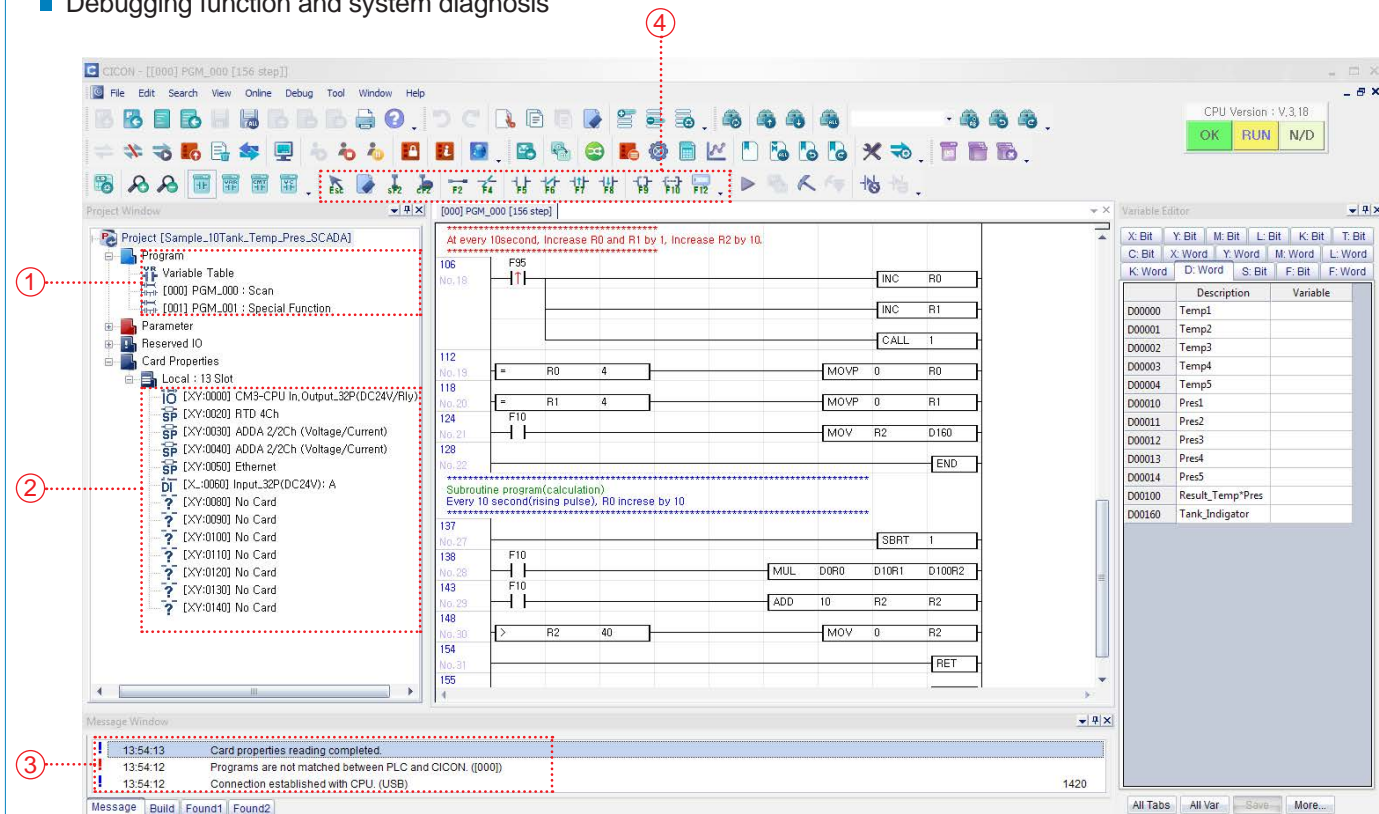 Debugging function and system diagnosis
4
CICON - [[000] PGM_000 [156 step]]
File Edit Search View Online Debug Tool Window Help
CPU Version : V,3,18
OK RUN N/D
Esc sF2 cF2 F2 F4 F5 F6 F7 F8 F9 F10 F12
Project Window
Project [Sample_10Tank_Temp_Pres_SCADA]
1
Program
Variable Table
[000] PGM_000 : Scan
[001] PGM_001 : Special Function
Parameter
Reserved IO
Card Properties
Local : 13 Slot
2
[XY:0000] CM3-CPU In,Output_32P(DC24V/Rly)
[XY:0020] RTD 4Ch
[XY:0030] ADDA 2/2Ch (Voltage/Current)
[XY:0040] ADDA 2/2Ch (Voltage/Current)
[XY:0050] Ethernet
[X_:0060] Input_32P(DC24V): A
[XY:0080] No Card
[XY:0090] No Card
[XY:0100] No Card
[XY:0110] No Card
[XY:0120] No Card
[XY:0130] No Card
[XY:0140] No Card
[000] PGM_000 [156 step]
At every 10second, Increase R0 and R1 by 1, Increase R2 by 10.
106 F95
No.18 INC R0
INC R1
CALL 1
112
No.19 = R0 4 MOVP 0 R0
118
No.20 = R1 4 MOVP 0 R1
124 F10
No.21 MOV R2 D160
128
No.22 END
Subroutine program(calculation)
Every 10 second(rising pulse), R0 increse by 10
137
No.27 SBRT 1
138 F10
No.28 MUL D0R0 D10R1 D100R2
143 F10
No.29 ADD 10 R2 R2
148
No.30 > R2 40 MOV 0 R2
154
No.31 RET
155
Variable Editor
X: Bit Y: Bit M: Bit L: Bit K: Bit T: Bit
C: Bit X: Word Y: Word M: Word L: Word
K: Word D: Word S: Bit F: Bit F: Word
Description Variable
D00000 Temp1
D00001 Temp2
D00002 Temp3
D00003 Temp4
D00004 Temp5
D00010 Pres1
D00011 Pres2
D00012 Pres3
D00013 Pres4
D00014 Pres5
D00100 Result_Temp*Pres
D00160 Tank_Indigator
All Tabs All Var Save More...
Message Window
3
13:54:13 Card properties reading completed.
13:54:12 Programs are not matched between PLC and CICON. ([000])
13:54:12 Connection established with CPU. (USB) 1420
Message Build Found1 Found2